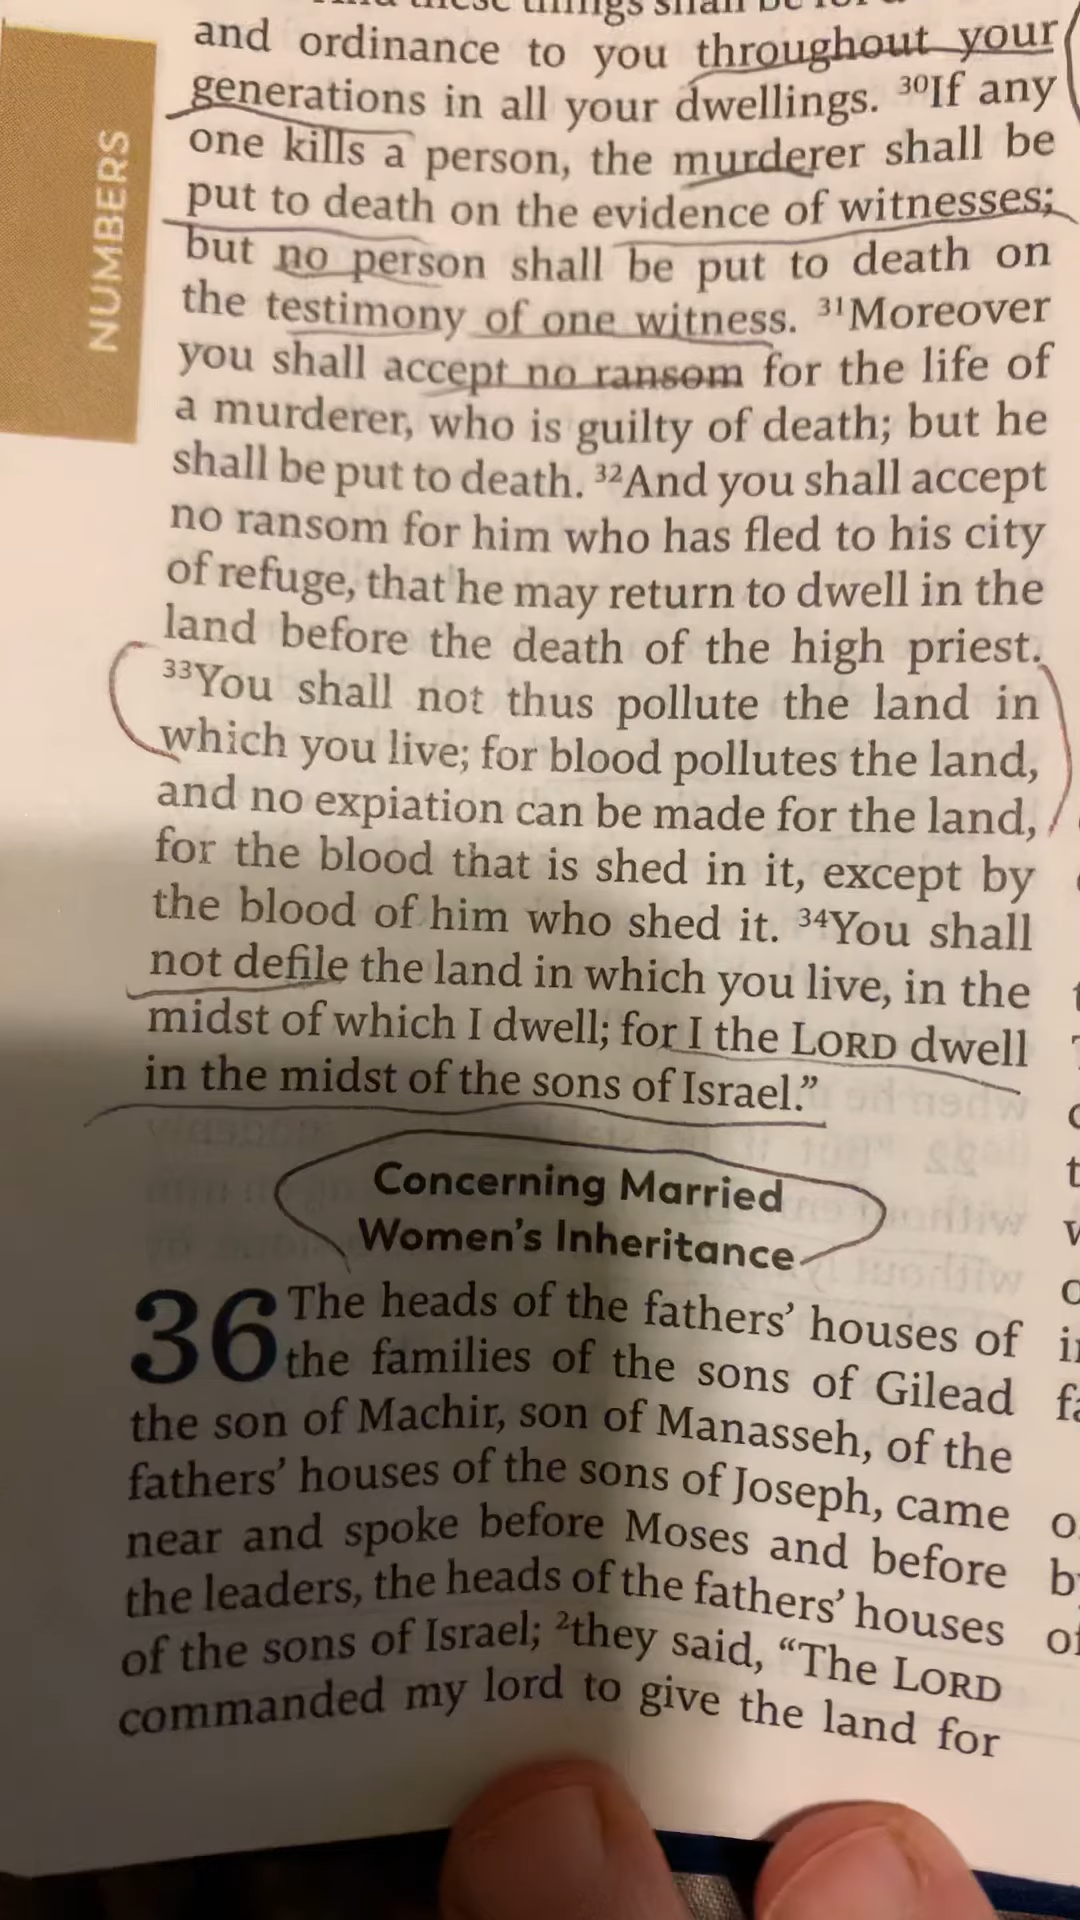 NUMBERS
and ordinance to you throughout your
generations in all your dwellings. ³⁰If any
one kills a person, the murderer shall be
put to death on the evidence of witnesses;
but no person shall be put to death on
the testimony of one witness. ³¹Moreover
you shall accept no ransom for the life of
a murderer, who is guilty of death; but he
shall be put to death. ³²And you shall accept
no ransom for him who has fled to his city
of refuge, that he may return to dwell in the
land before the death of the high priest.
³³You shall not thus pollute the land in
which you live; for blood pollutes the land,
and no expiation can be made for the land,
for the blood that is shed in it, except by
the blood of him who shed it. ³⁴You shall
not defile the land in which you live, in the
midst of which I dwell; for I the LORD dwell
in the midst of the sons of Israel.”
Concerning Married
Women’s Inheritance
36 The heads of the fathers’ houses of
the families of the sons of Gilead
the son of Machir, son of Manasseh, of the
fathers’ houses of the sons of Joseph, came
near and spoke before Moses and before
the leaders, the heads of the fathers’ houses
of the sons of Israel; ²they said, “The LORD
commanded my lord to give the land for